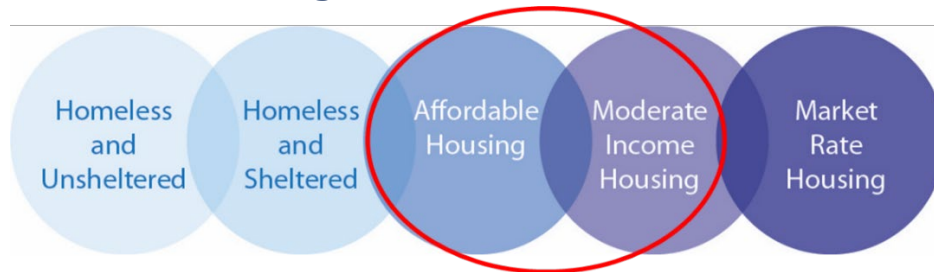 Homeless
and
Unsheltered
Homeless
and
Sheltered
Affordable
Housing
Moderate
Income
Housing
Market
Rate
Housing